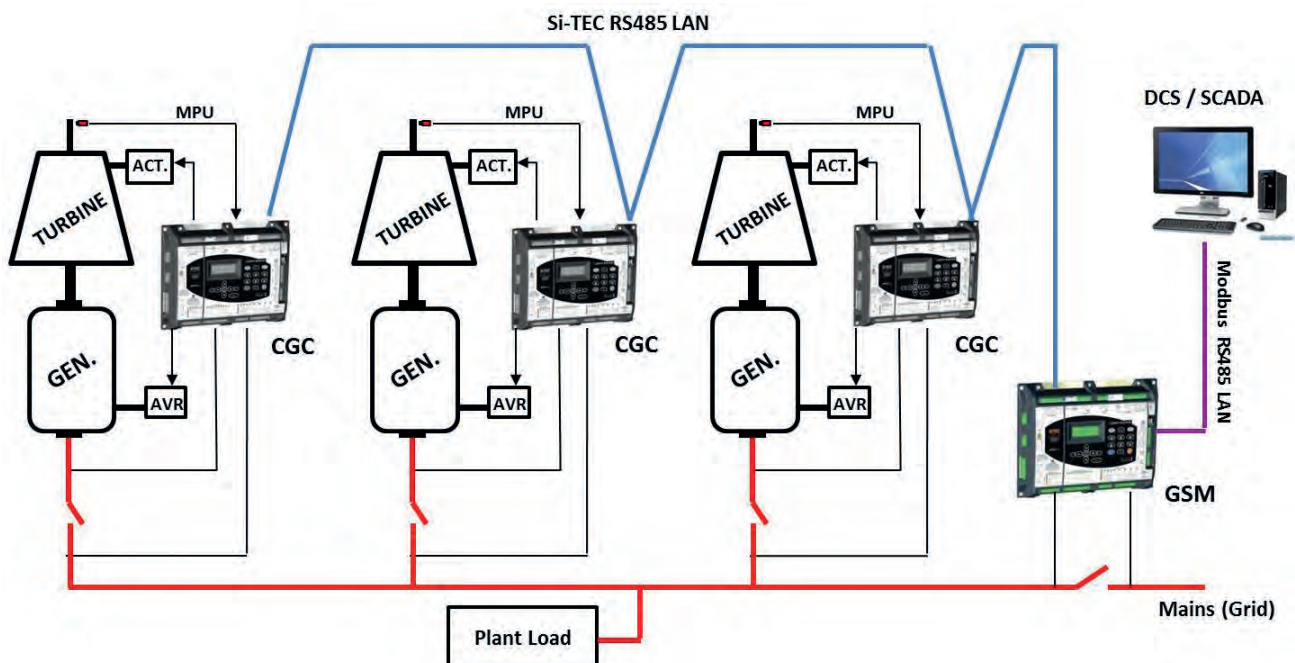 Si-TEC RS485 LAN
MPU
MPU
MPU
DCS / SCADA
ACT.
ACT.
ACT.
TURBINE
TURBINE
TURBINE
Modbus RS485 LAN
CGC
CGC
CGC
GEN.
GEN.
GEN.
AVR
AVR
AVR
GSM
Mains (Grid)
Plant Load